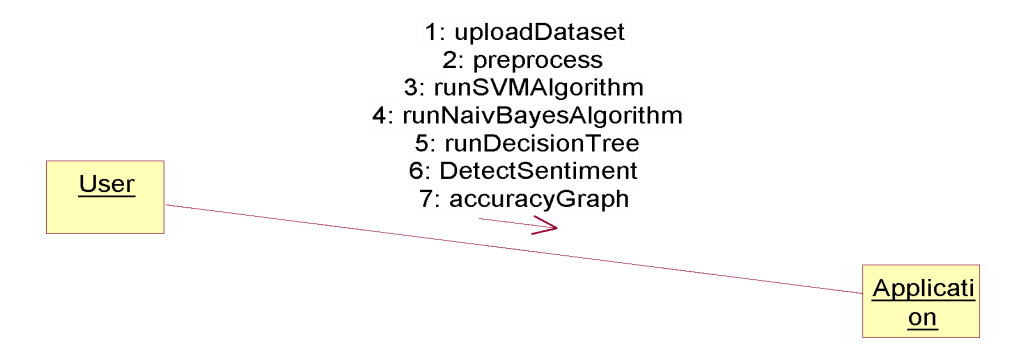 1: uploadDataset
2: preprocess
3: runSVMAlgorithm
4: runNaivBayesAlgorithm
5: runDecisionTree
6: DetectSentiment
7: accuracyGraph
User
Applicati
on